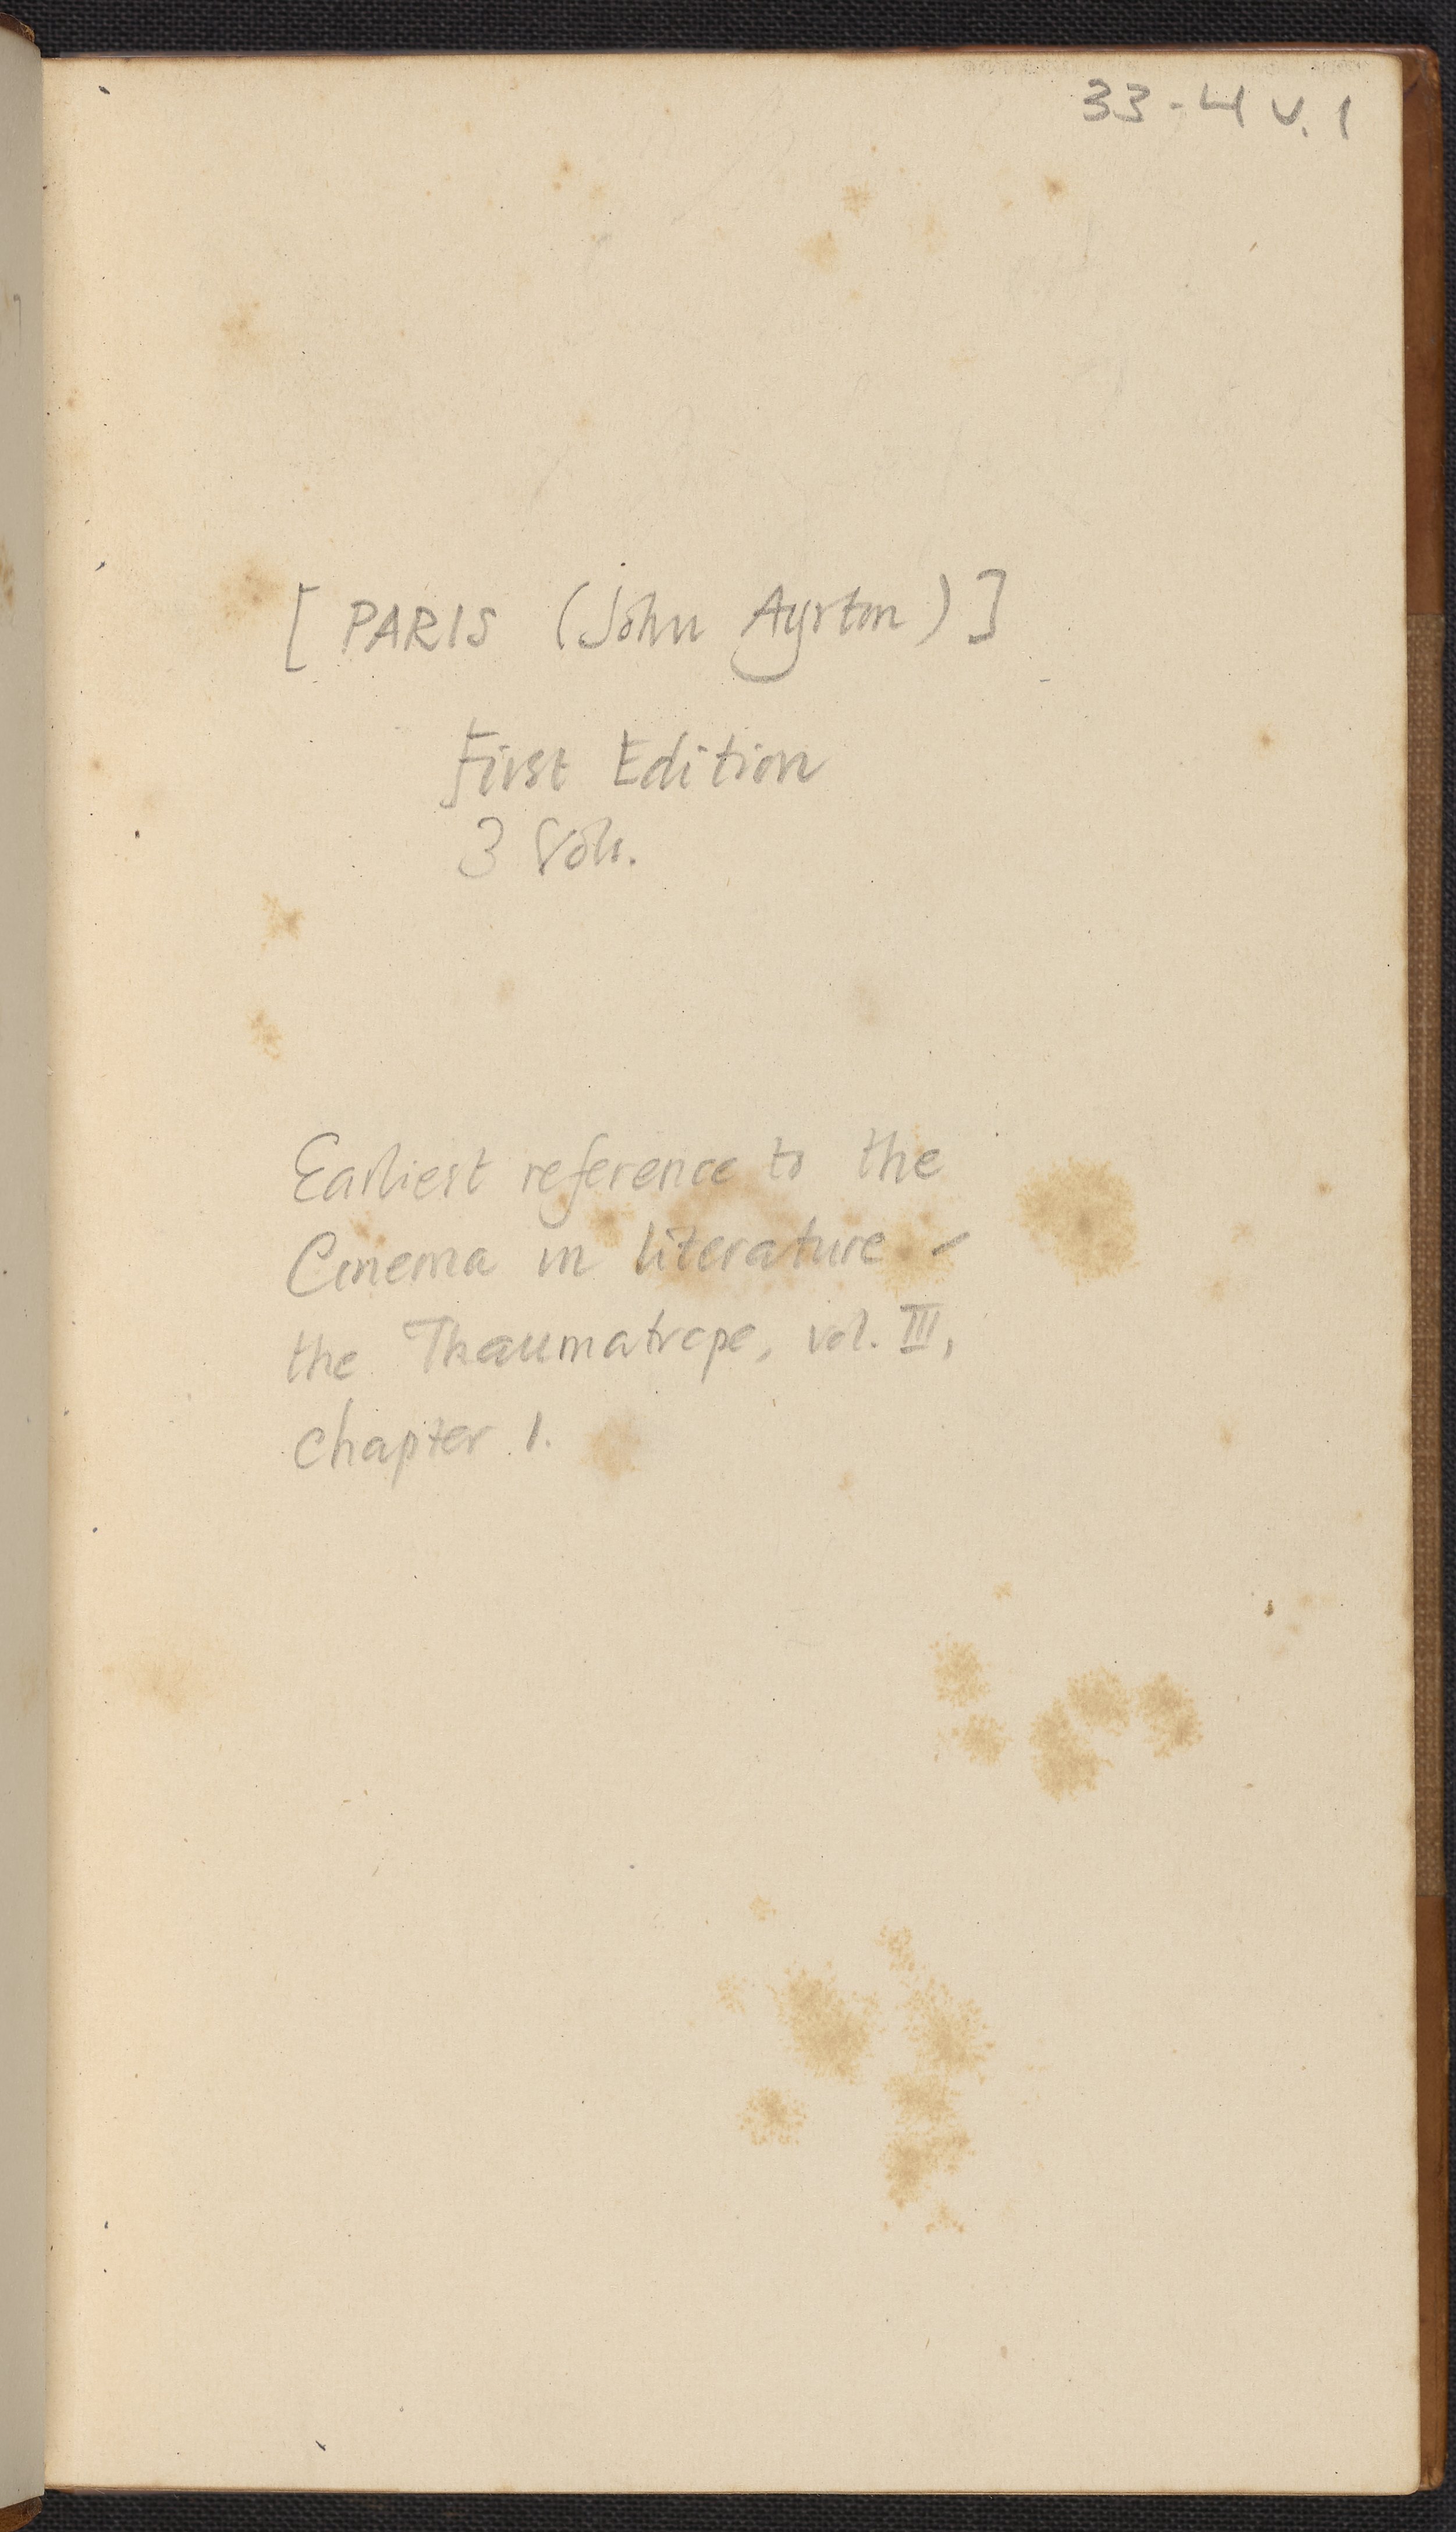 33-4 v. 1
[ PARIS (John Ayrton) ]
First Edition
3 Vols.
Earliest reference to the
Cinema in literature -
the Thaumatrope, vol. III,
chapter 1.